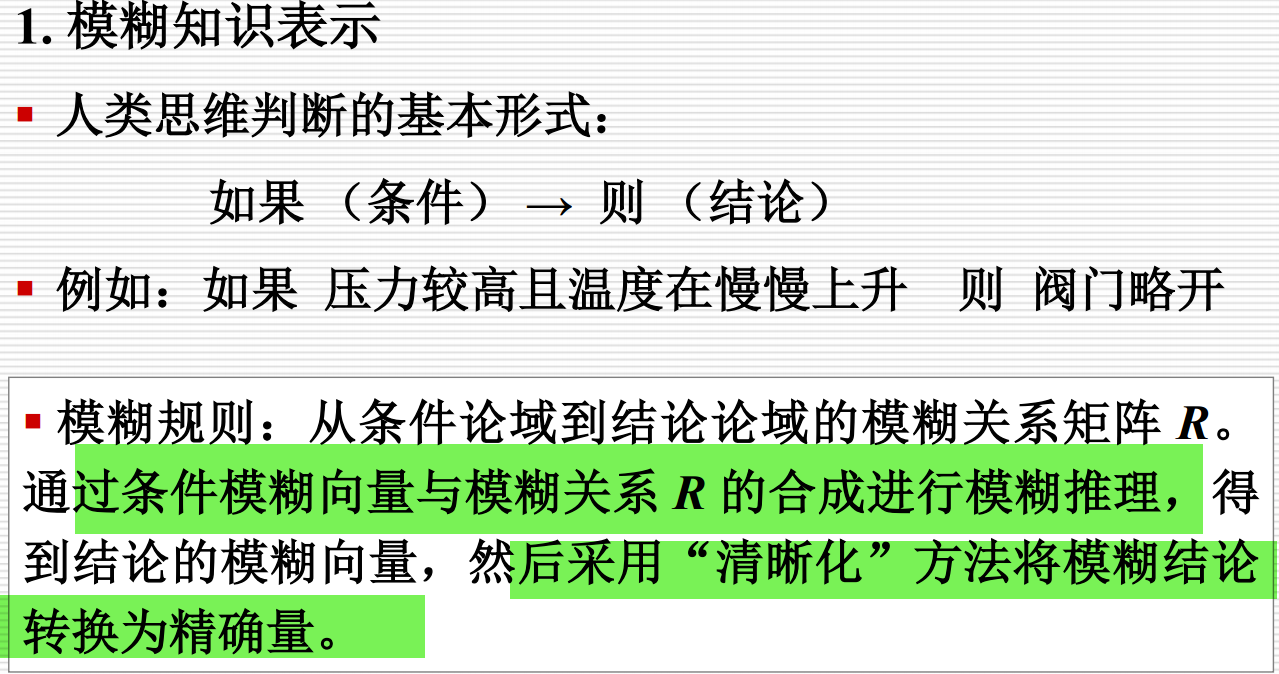 1. 模糊知识表示
▪ 人类思维判断的基本形式：
如果 （条件） → 则 （结论）
▪ 例如：如果 压力较高且温度在慢慢上升 则 阀门略开
▪ 模糊规则：从条件论域到结论论域的模糊关系矩阵 R。
通过条件模糊向量与模糊关系 R 的合成进行模糊推理，得
到结论的模糊向量，然后采用“清晰化”方法将模糊结论
转换为精确量。